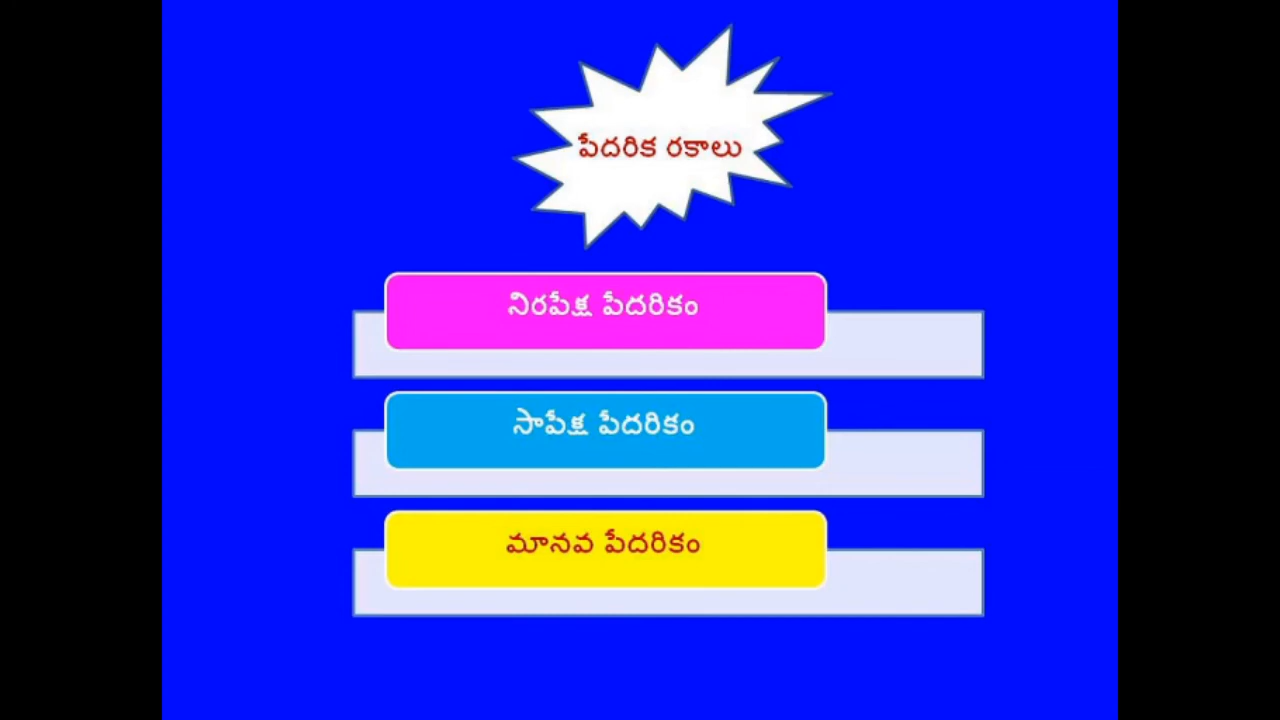 పేదరిక రకాలు
నిరపేక్ష పేదరికం
సాపేక్ష పేదరికం
మానవ పేదరికం